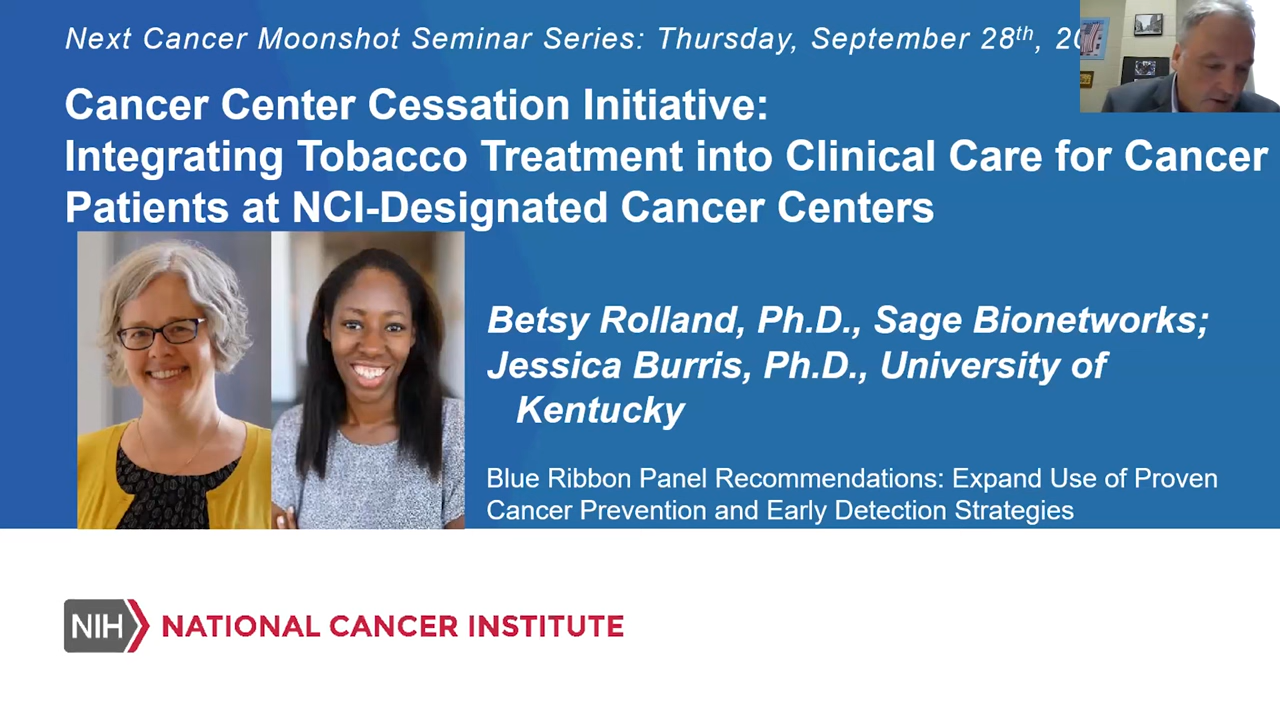 Next Cancer Moonshot Seminar Series: Thursday, September 28th,
Cancer Center Cessation Initiative:
Integrating Tobacco Treatment into Clinical Care for Cancer
Patients at NCI-Designated Cancer Centers
Betsy Rolland, Ph.D., Sage Bionetworks;
Jessica Burris, Ph.D., University of
Kentucky
Blue Ribbon Panel Recommendations: Expand Use of Proven
Cancer Prevention and Early Detection Strategies
NIH NATIONAL CANCER INSTITUTE